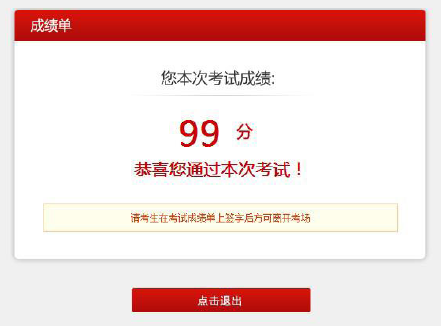 成绩单
您本次考试成绩:
99 分
恭喜您通过本次考试！
请考生在考试成绩单上签字后方可离开考场
点击退出